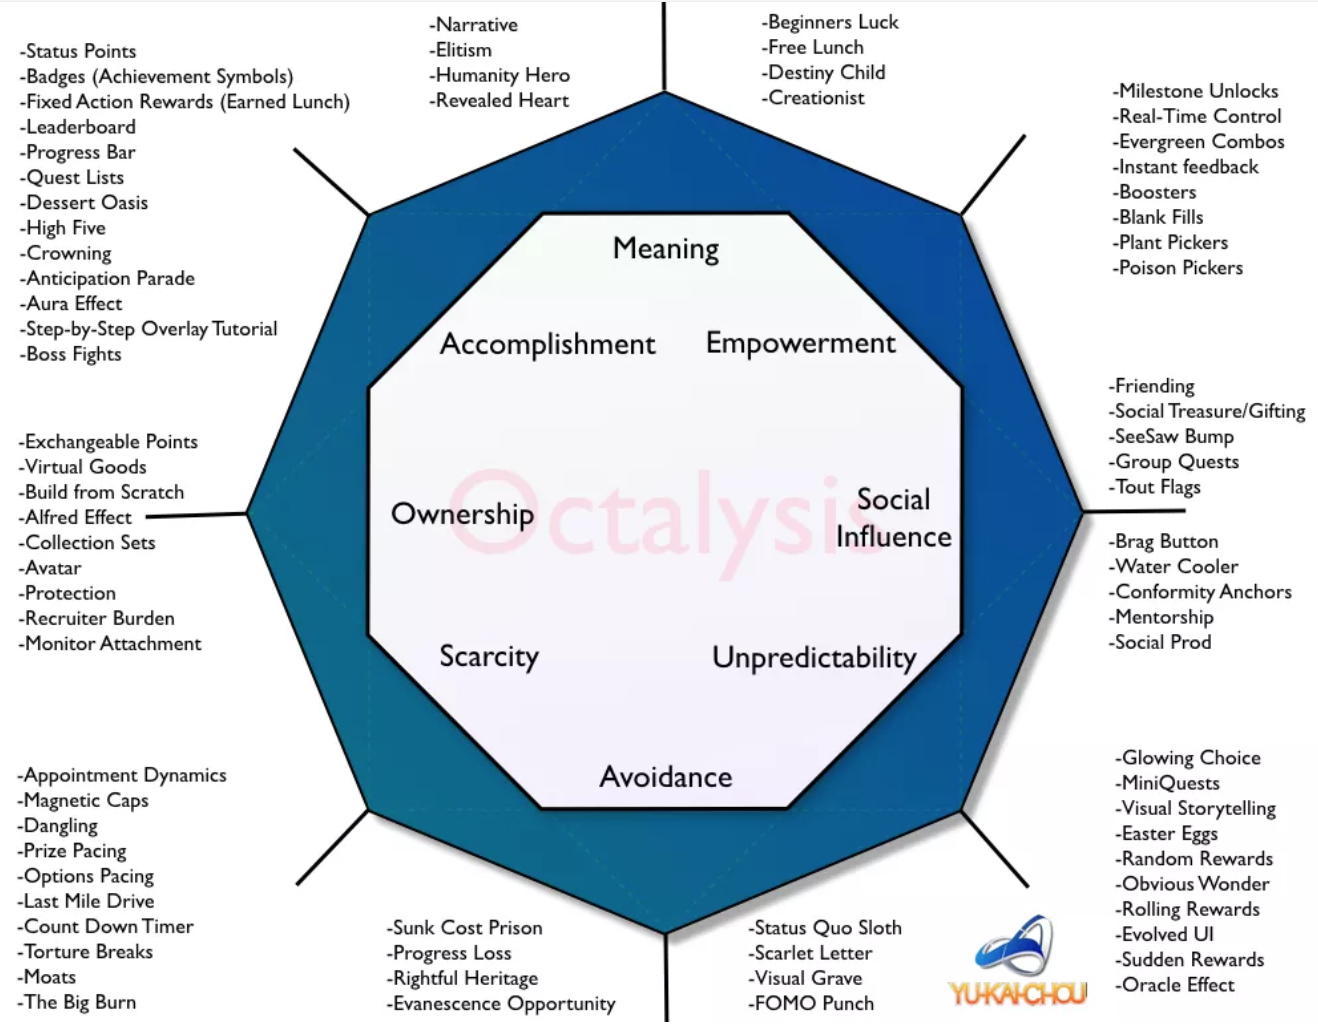 -Narrative
-Elitism
-Humanity Hero
-Revealed Heart
-Beginners Luck
-Free Lunch
-Destiny Child
-Creationist
-Status Points
-Badges (Achievement Symbols)
-Fixed Action Rewards (Earned Lunch)
-Leaderboard
-Progress Bar
-Quest Lists
-Dessert Oasis
-High Five
-Crowning
-Anticipation Parade
-Aura Effect
-Step-by-Step Overlay Tutorial
-Boss Fights
-Milestone Unlocks
-Real-Time Control
-Evergreen Combos
-Instant feedback
-Boosters
-Blank Fills
-Plant Pickers
-Poison Pickers
Meaning
Accomplishment
Empowerment
Ownership
Octalysis
Social
Influence
Scarcity
Unpredictability
Avoidance
-Exchangeable Points
-Virtual Goods
-Build from Scratch
-Alfred Effect
-Collection Sets
-Avatar
-Protection
-Recruiter Burden
-Monitor Attachment
-Friending
-Social Treasure/Gifting
-SeeSaw Bump
-Group Quests
-Tout Flags
-Brag Button
-Water Cooler
-Conformity Anchors
-Mentorship
-Social Prod
-Appointment Dynamics
-Magnetic Caps
-Dangling
-Prize Pacing
-Options Pacing
-Last Mile Drive
-Count Down Timer
-Torture Breaks
-Moats
-The Big Burn
-Sunk Cost Prison
-Progress Loss
-Rightful Heritage
-Evanescence Opportunity
-Status Quo Sloth
-Scarlet Letter
-Visual Grave
-FOMO Punch
YU-KAI-CHOU
-Glowing Choice
-MiniQuests
-Visual Storytelling
-Easter Eggs
-Random Rewards
-Obvious Wonder
-Rolling Rewards
-Evolved UI
-Sudden Rewards
-Oracle Effect